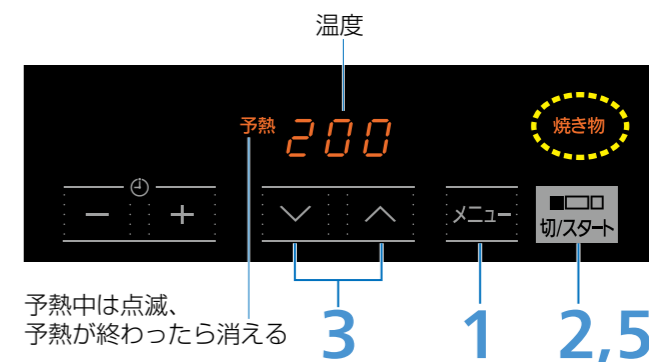 温度
予熱 200
焼き物
− +
メニュー
切/スタート
予熱中は点滅、
予熱が終わったら消える
3 1 2,5